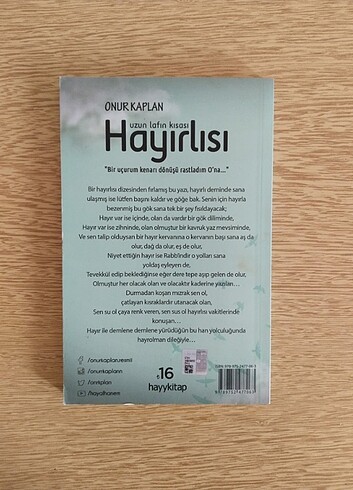 ONUR KAPLAN
uzun lafın kısası
Hayırlısı
"Bir uçurum kenarı dönüşü rastladım O'na..."
Bir hayırlısı dizesinden fırlamış bu yazı, hayırlı deminde sana
ulaşmış ise lütfen başını kaldır ve göğe bak. Senin için hayırla
bezenmiş bu gök sana tek bir şey fısıldayacak;
Hayır var ise içinde, olan da vardır bir gök diliminde,
Hayır var ise zihninde, olan olmuştur bir kavruk yaz mevsiminde,
Ve sen talip olduysan bir hayır kervanına o kervanın başı sana aş da
olur, dağ da olur, eş de olur,
Niyet ettiğin hayır ise Rabb'indir o yolları sana
yoldaş eyleyen de,
Tevekkül edip beklediğinse eğer dere tepe aşıp gelen de olur,
Olmuştur her olacak olan ve olacaktır kaderine yazılan...
Durmadan koşan mızrak sen ol,
çatlayan kısraklardır utanacak olan,
Sen su ol çaya renk veren, sen sus ol hayırlısı vakitlerinde
konuşan...
Hayır ile demlene demlene yürüdüğün bu han yolculuğunda
hayrolman dileğiyle...
/onurkaplanresmi
/onurkaplann
/onrkplan
/hayalhanem
₺16
hayykitap